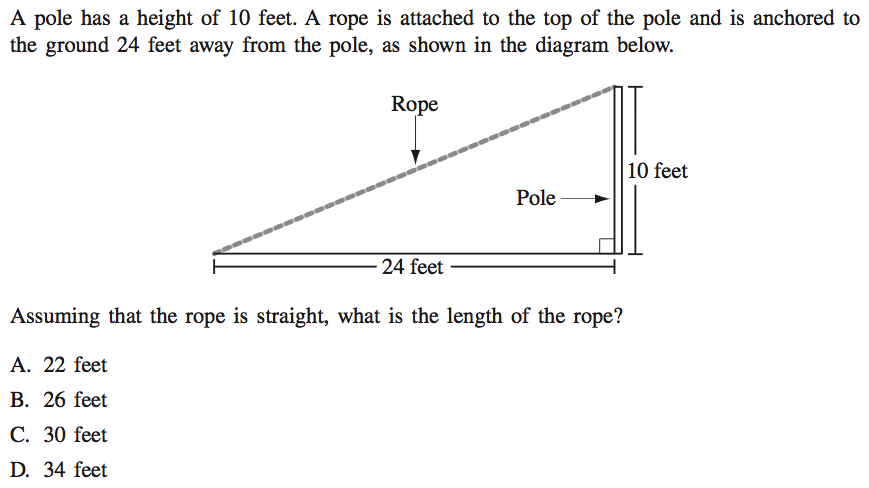 A pole has a height of 10 feet. A rope is attached to the top of the pole and is anchored to
the ground 24 feet away from the pole, as shown in the diagram below.
Rope
10 feet
Pole
24 feet
Assuming that the rope is straight, what is the length of the rope?
A. 22 feet
B. 26 feet
C. 30 feet
D. 34 feet